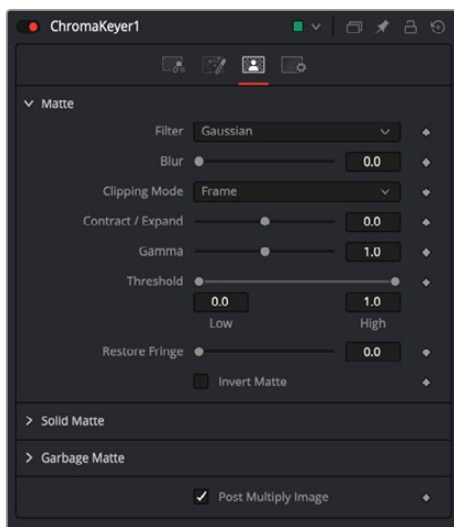 ChromaKeyer1
Matte
Filter Gaussian
Blur 0.0
Clipping Mode Frame
Contract / Expand 0.0
Gamma 1.0
Threshold
0.0 1.0
Low High
Restore Fringe 0.0
Invert Matte
Solid Matte
Garbage Matte
Post Multiply Image